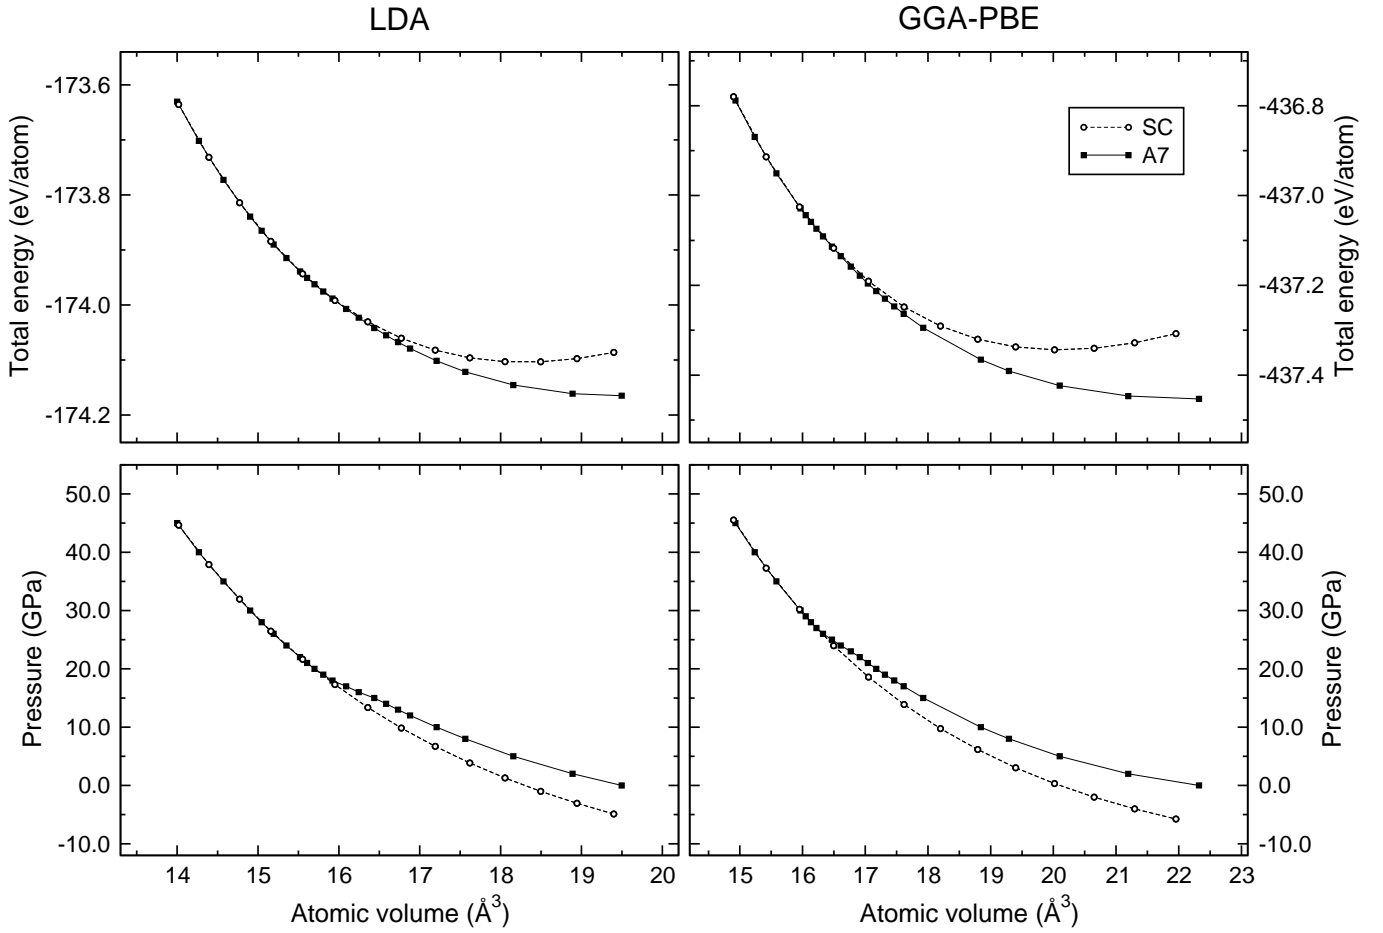 LDA
GGA-PBE
Total energy (eV/atom)
-173.6
-173.8
-174.0
-174.2
SC
A7
-436.8
-437.0
-437.2
-437.4
Total energy (eV/atom)
Pressure (GPa)
50.0
40.0
30.0
20.0
10.0
0.0
-10.0
50.0
40.0
30.0
20.0
10.0
0.0
-10.0
Pressure (GPa)
14 15 16 17 18 19 20
15 16 17 18 19 20 21 22 23
Atomic volume (Å³)
Atomic volume (Å³)